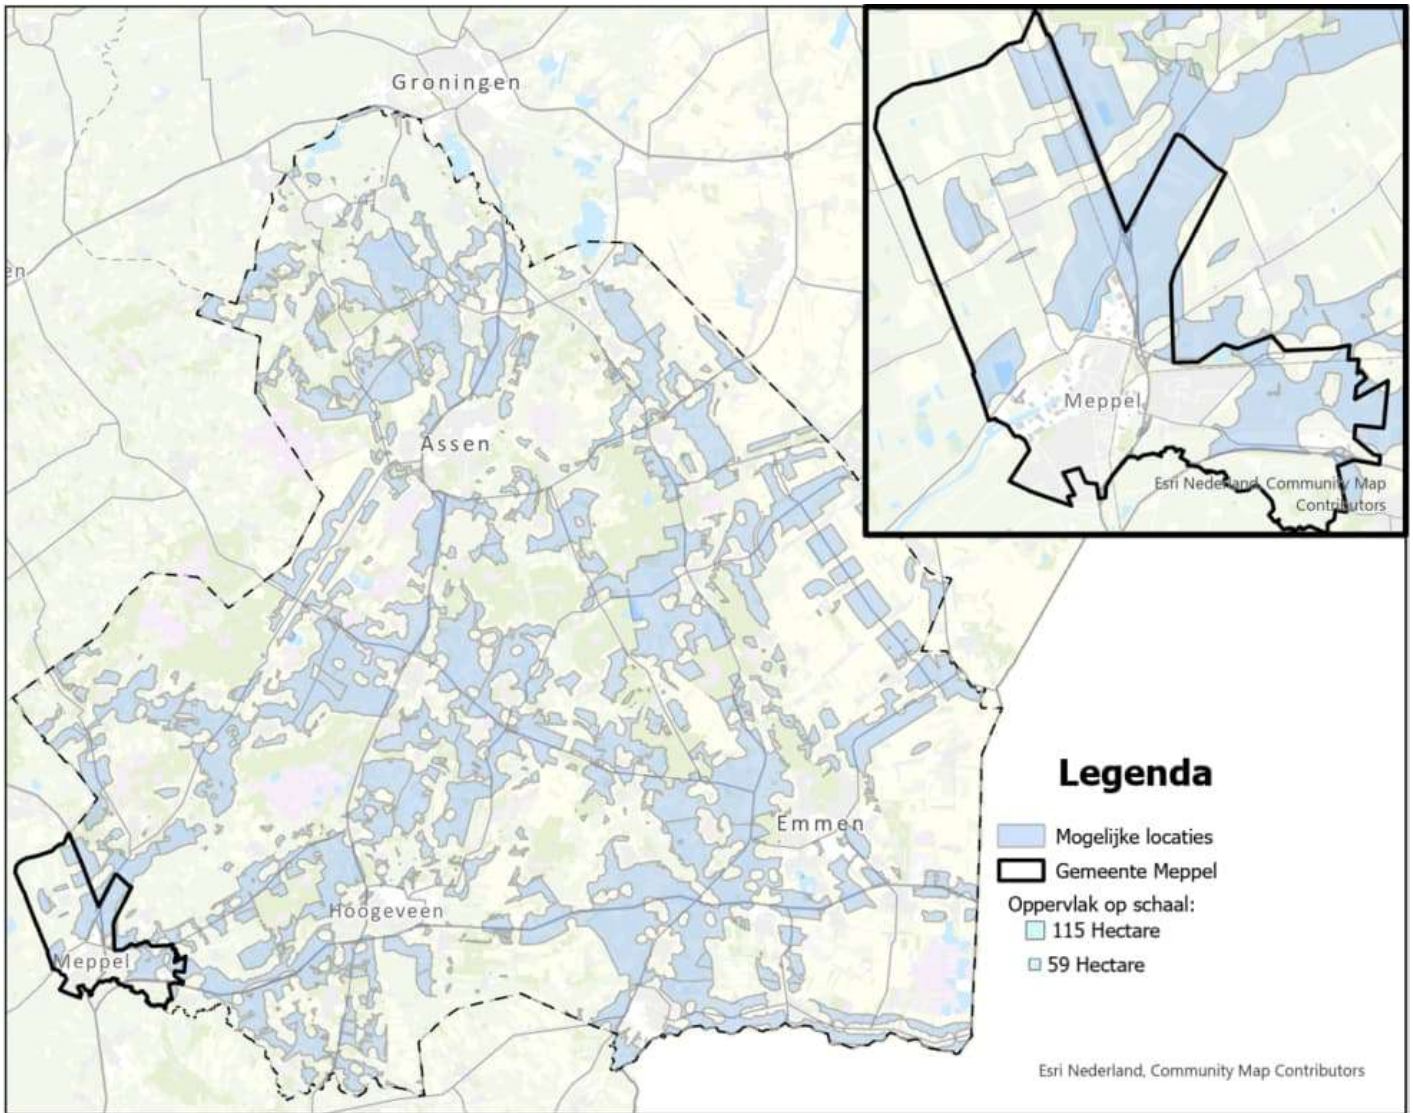 Groningen
en
Assen
Meppel
Esri Nederland, Community Map
Contributors
Emmen
Hoogeveen
Meppel
Legenda
Mogelijke locaties
Gemeente Meppel
Oppervlak op schaal:
115 Hectare
59 Hectare
Esri Nederland, Community Map Contributors